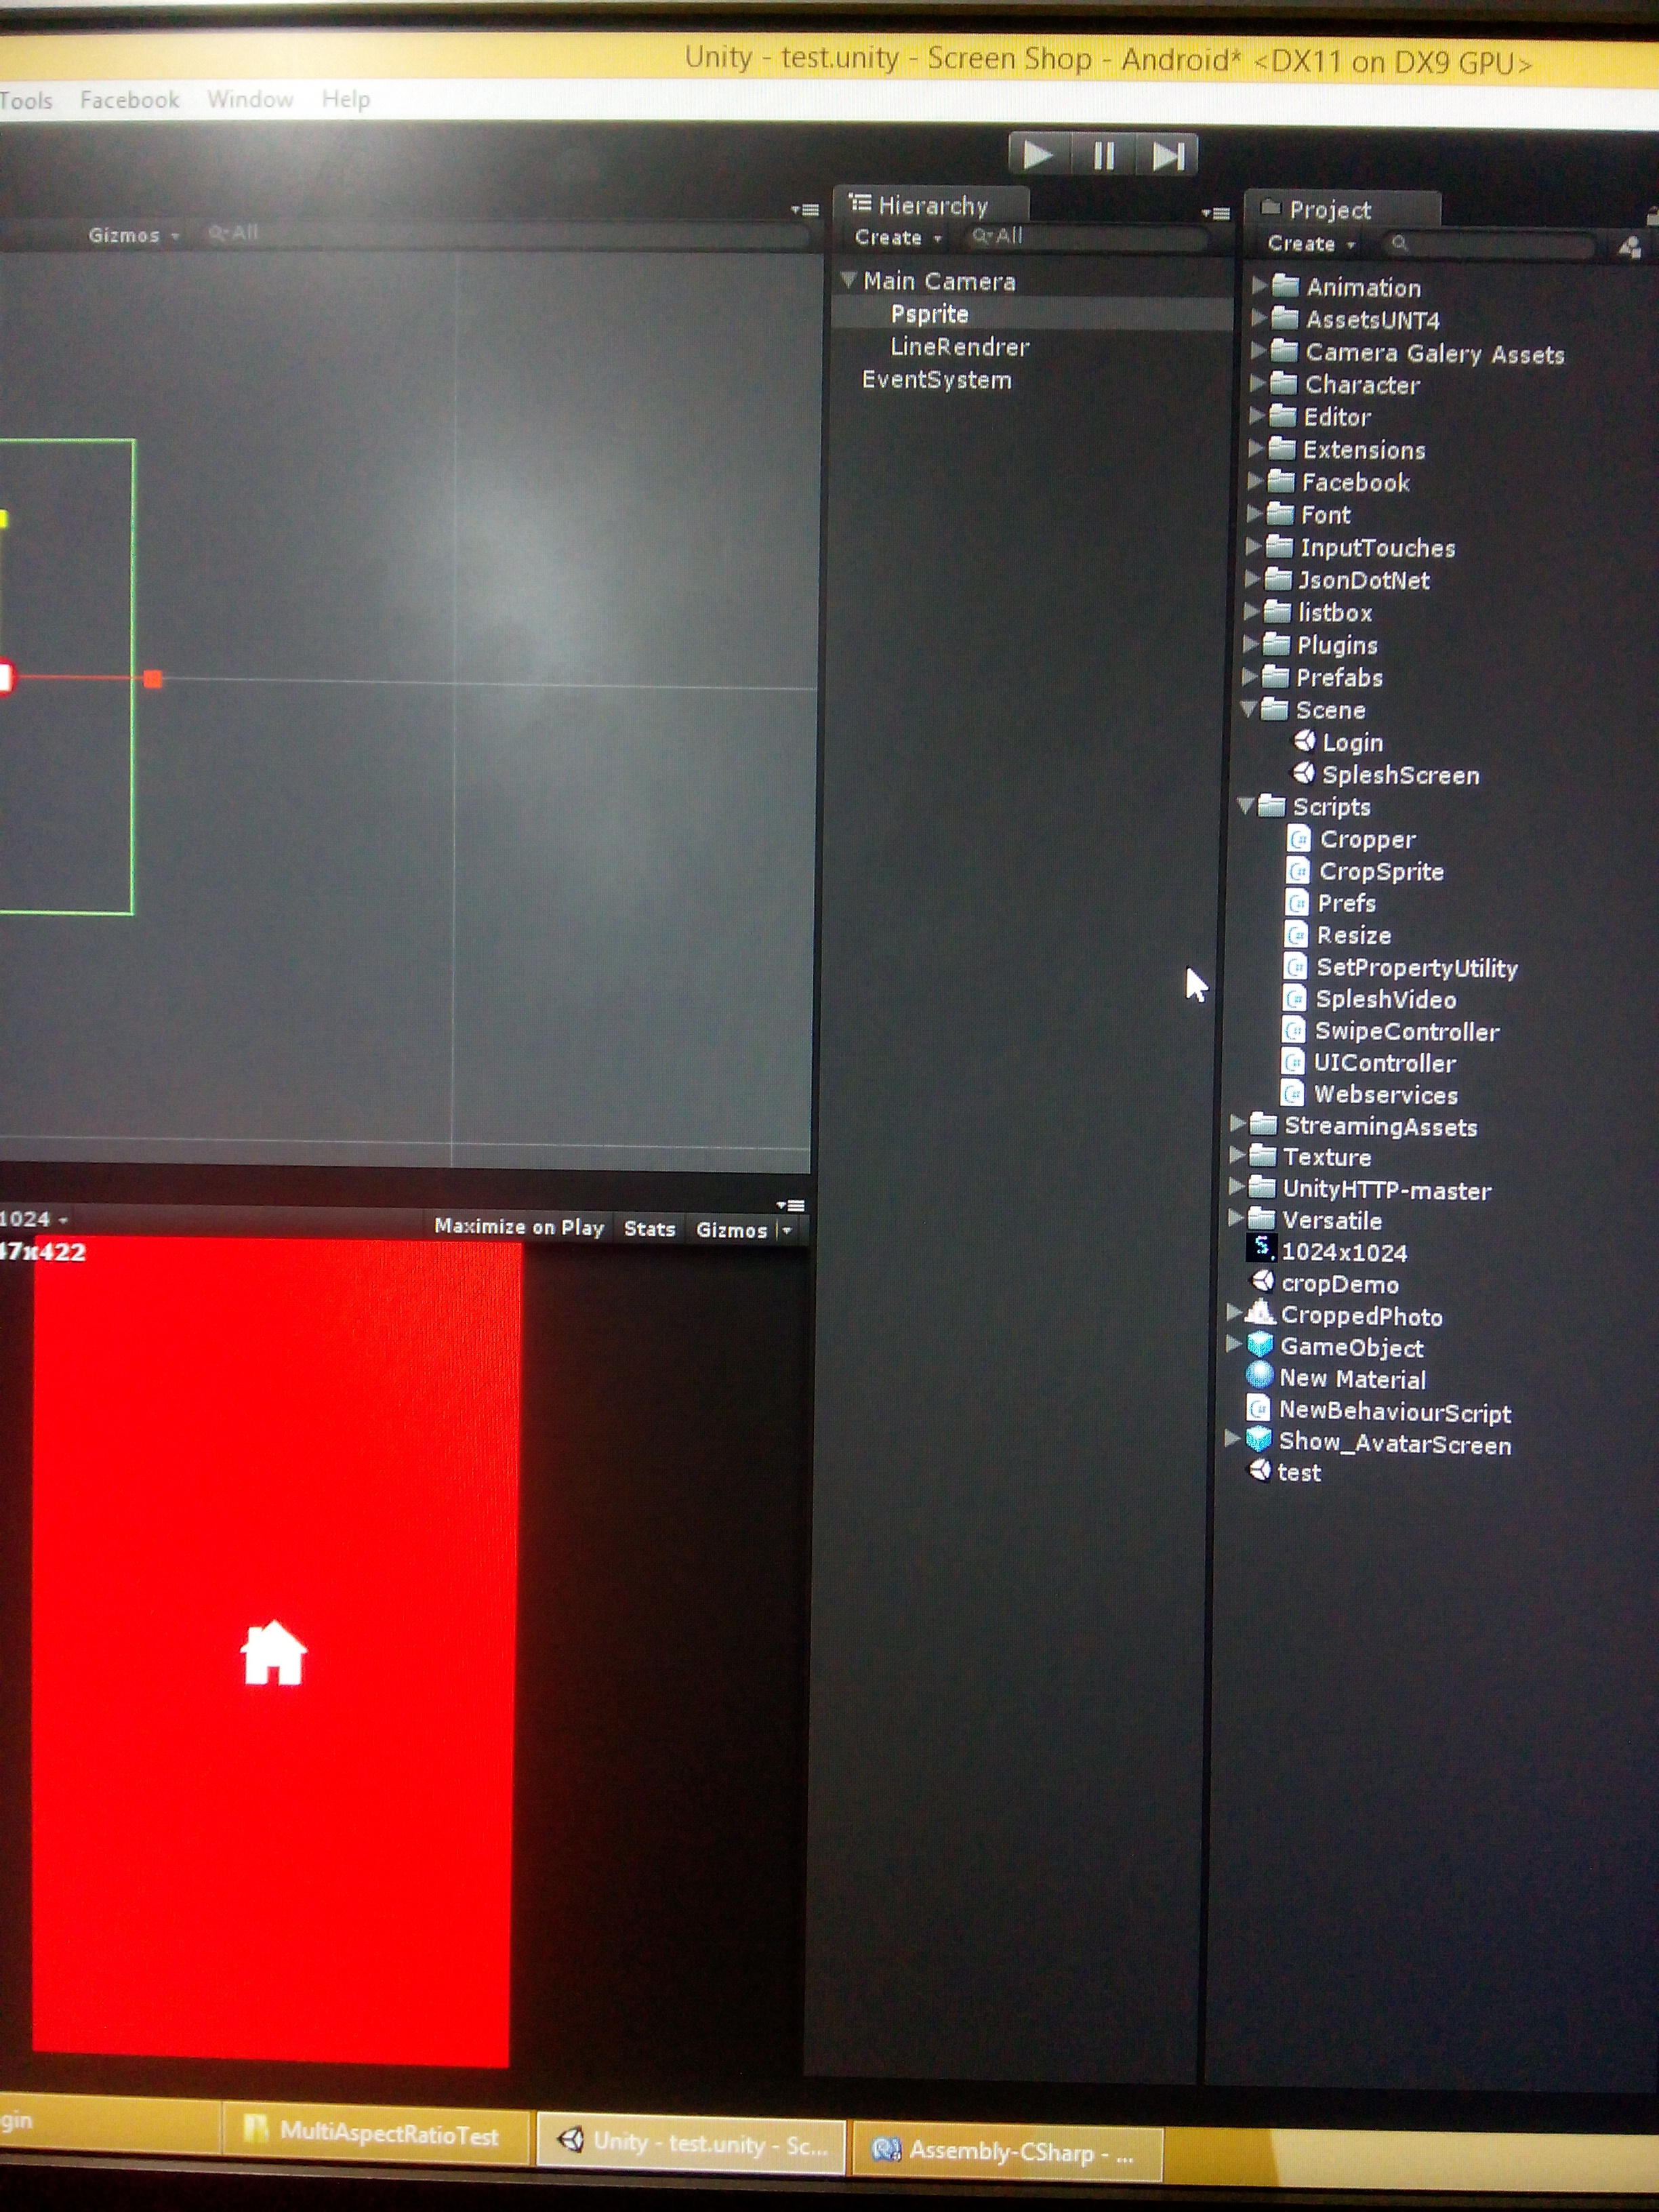 Unity - test.unity - Screen Shop - Android* <DX11 on DX9 GPU>
Tools Facebook Window Help
Gizmos All
Hierarchy
Create All
Main Camera
Psprite
LineRendrer
EventSystem
Project
Create
Animation
AssetsUNT4
Camera Galery Assets
Character
Editor
Extensions
Facebook
Font
InputTouches
JsonDotNet
listbox
Plugins
Prefabs
Scene
Login
SpleshScreen
Scripts
Cropper
CropSprite
Prefs
Resize
SetPropertyUtility
SpleshVideo
SwipeController
UIController
Webservices
StreamingAssets
Texture
UnityHTTP-master
Versatile
1024x1024
cropDemo
CroppedPhoto
GameObject
New Material
NewBehaviourScript
Show_AvatarScreen
test
1024 Maximize on Play Stats Gizmos
47x422
gin MultiAspectRatioTest Unity - test.unity - Sc... Assembly-CSharp - ...